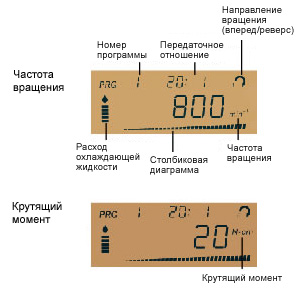 Направление
вращения
(вперед/реверс)
Номер
программы
Передаточное
отношение
Частота
вращения
PRG 1 20: 1
800
Расход
охлаждающей
жидкости
Столбиковая
диаграмма
Частота
вращения
Крутящий
момент
PRG 1 20: 1
20 N-cm
Крутящий момент